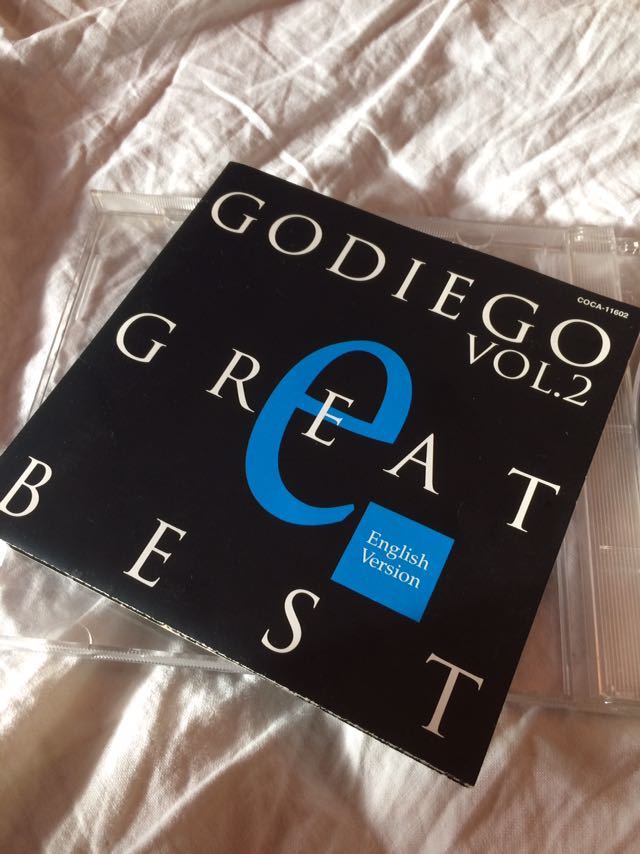 GODIEGO
COCA-11602
VOL.2
GREAT
e
English
Version
BEST